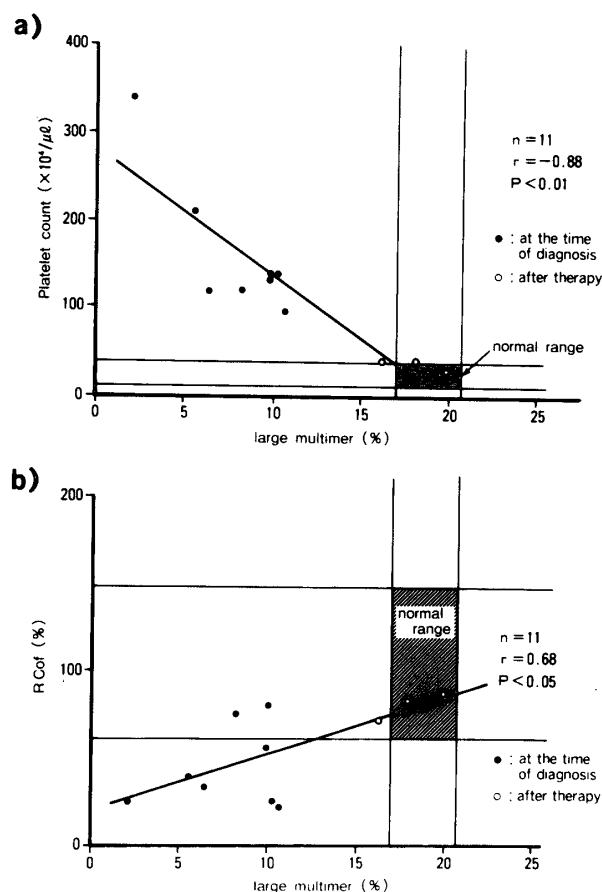 a)
400
300
200
100
0
Platelet count (×10⁴/μℓ)
0 5 10 15 20 25
large multimer (%)
n=11
r=−0.88
P<0.01
● : at the time
of diagnosis
○ : after therapy
normal range
b)
200
100
0
RCof (%)
0 5 10 15 20 25
large multimer (%)
normal
range
n=11
r=0.68
P<0.05
● : at the time
of diagnosis
○ : after therapy